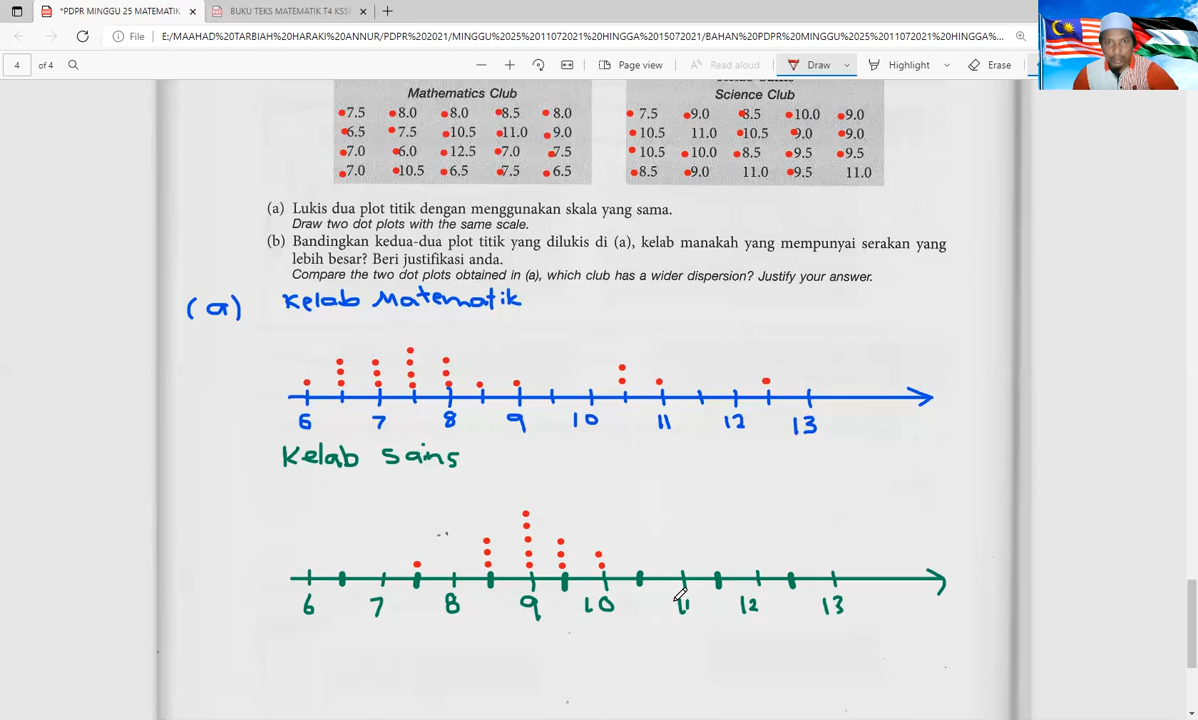 *PDPR MINGGU 25 MATEMATIK
BUKU TEKS MATEMATIK T4 KSS
File
E:/MAAHAD%20TARBIAH%20HARAKI%20ANNUR/PDPR%202021/MINGGU%2025%2011072021%20HINGGA%2015072021/BAHAN%20PDPR%20MINGGU%2025%2011072021%20HINGGA%2...
4 of 4
Page view
Read aloud
Draw
Highlight
Erase
Mathematics Club
7.5 8.0 8.0 8.5 8.0
6.5 7.5 10.5 11.0 9.0
7.0 6.0 12.5 7.0 7.5
7.0 10.5 6.5 7.5 6.5
Science Club
7.5 9.0 8.5 10.0 9.0
10.5 11.0 10.5 9.0 9.0
10.5 10.0 8.5 9.5 9.5
8.5 9.0 11.0 9.5 11.0
(a) Lukis dua plot titik dengan menggunakan skala yang sama.
Draw two dot plots with the same scale.
(b) Bandingkan kedua-dua plot titik yang dilukis di (a), kelab manakah yang mempunyai serakan yang
lebih besar? Beri justifikasi anda.
Compare the two dot plots obtained in (a), which club has a wider dispersion? Justify your answer.
(a) Kelab Matematik
6 7 8 9 10 11 12 13
Kelab Sains
6 7 8 9 10 11 12 13